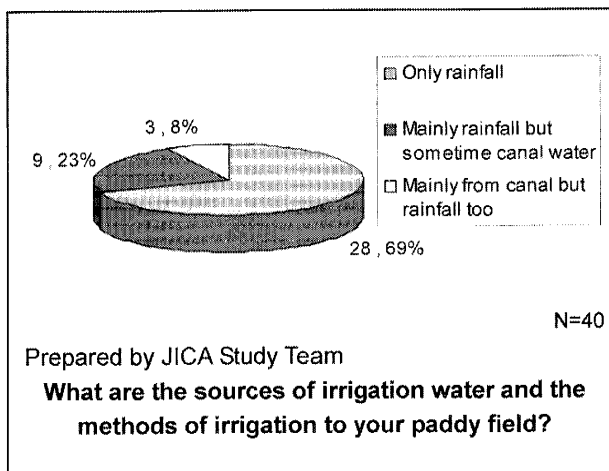 Only rainfall
Mainly rainfall but
sometime canal water
Mainly from canal but
rainfall too
3 , 8%
9 , 23%
28 , 69%
N=40
Prepared by JICA Study Team
What are the sources of irrigation water and the
methods of irrigation to your paddy field?